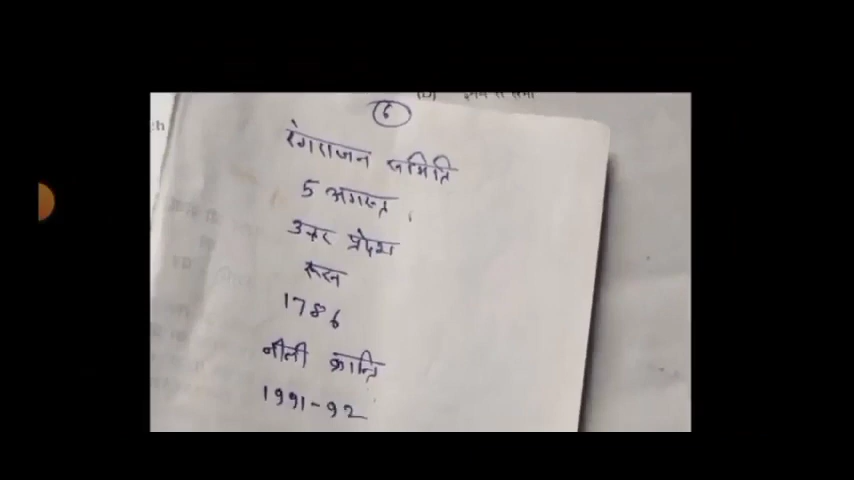 6
रंगराजन समिति
5 अगस्त
उत्तर प्रदेश
रूस
1786
नीली क्रान्ति
1991-92